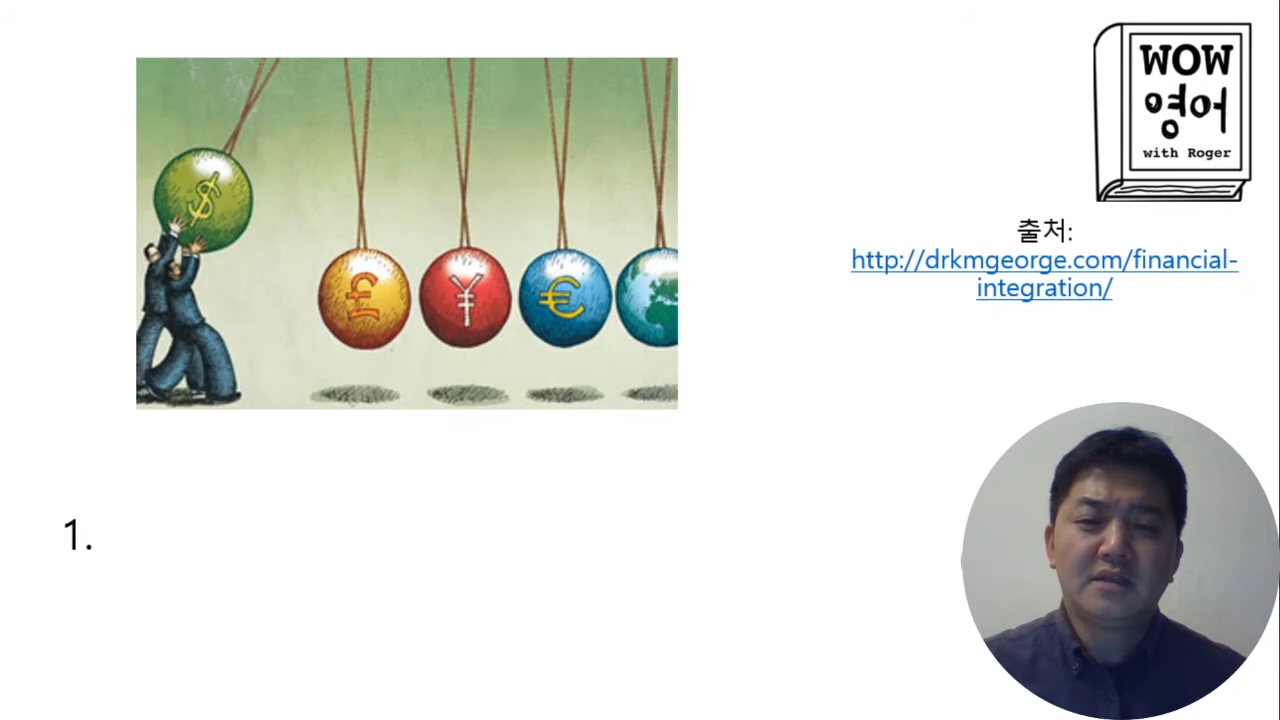 $
£
¥
€
WOW
영어
with Roger
출처:
http://drkmgeorge.com/financial-
integration/
1.